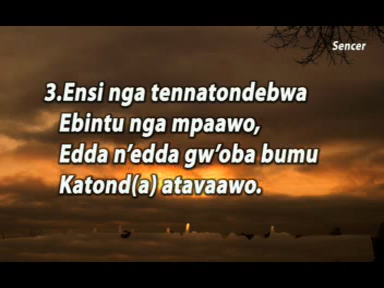 Sencer
3.Ensi nga tennatondebwa
Ebintu nga mpaawo,
Edda n'edda gw'oba bumu
Katond(a) atavaawo.